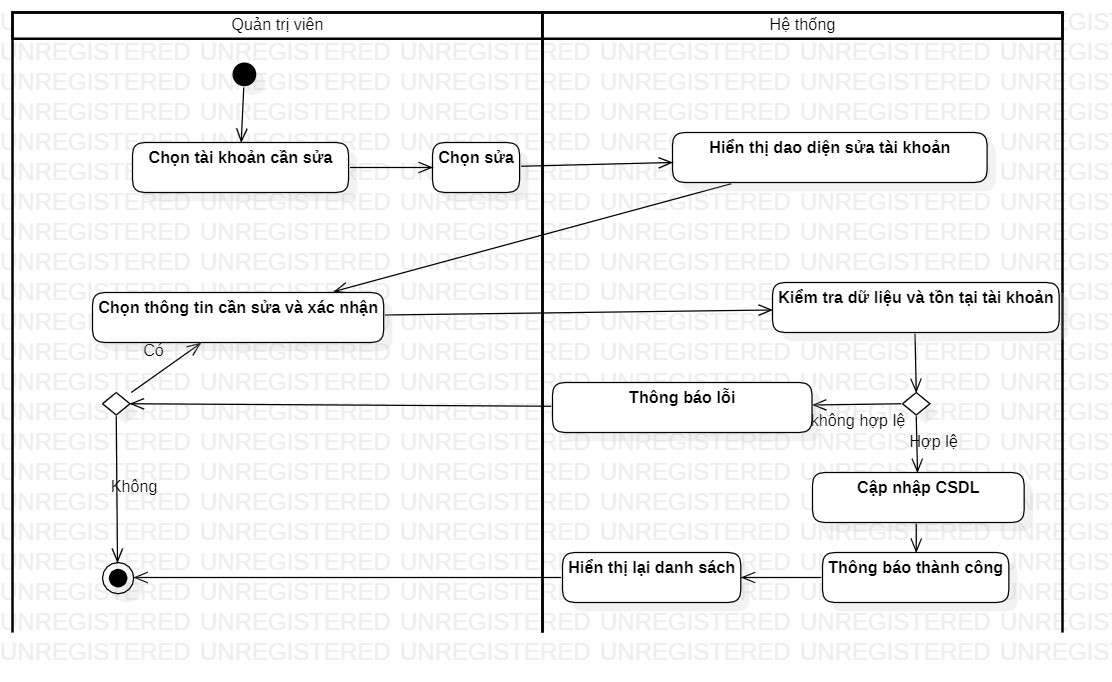 Quản trị viên
Hệ thống
Chọn tài khoản cần sửa
Chọn sửa
Hiển thị dao diện sửa tài khoản
Chọn thông tin cần sửa và xác nhận
Kiểm tra dữ liệu và tồn tại tài khoản
Có
Thông báo lỗi
không hợp lệ
Hợp lệ
Không
Cập nhập CSDL
Hiển thị lại danh sách
Thông báo thành công
UNREGISTERED